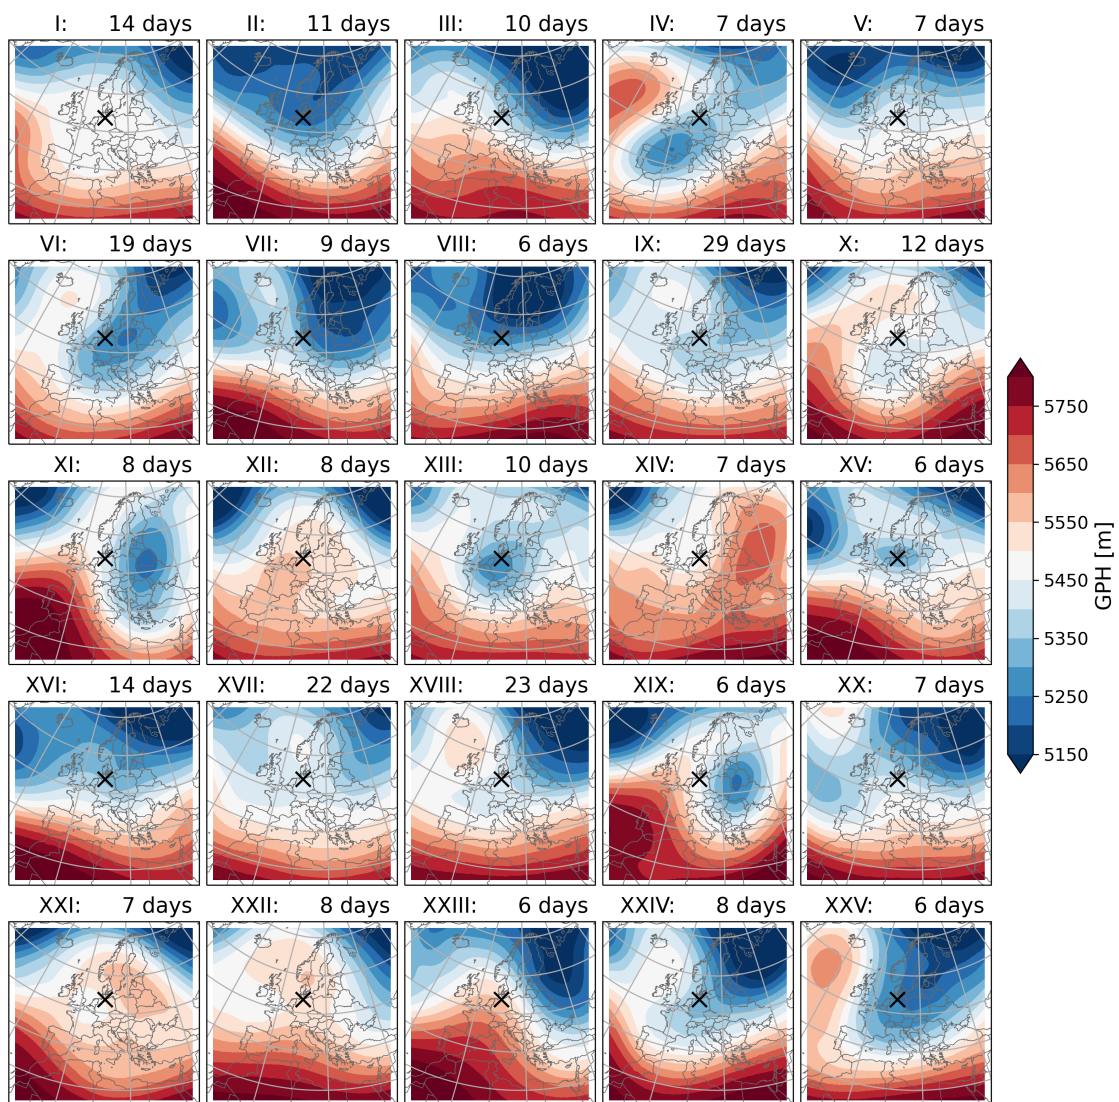 I: 14 days
II: 11 days
III: 10 days
IV: 7 days
V: 7 days
VI: 19 days
VII: 9 days
VIII: 6 days
IX: 29 days
X: 12 days
XI: 8 days
XII: 8 days
XIII: 10 days
XIV: 7 days
XV: 6 days
XVI: 14 days
XVII: 22 days
XVIII: 23 days
XIX: 6 days
XX: 7 days
XXI: 7 days
XXII: 8 days
XXIII: 6 days
XXIV: 8 days
XXV: 6 days
5750
5650
5550
5450
5350
5250
5150
GPH [m]